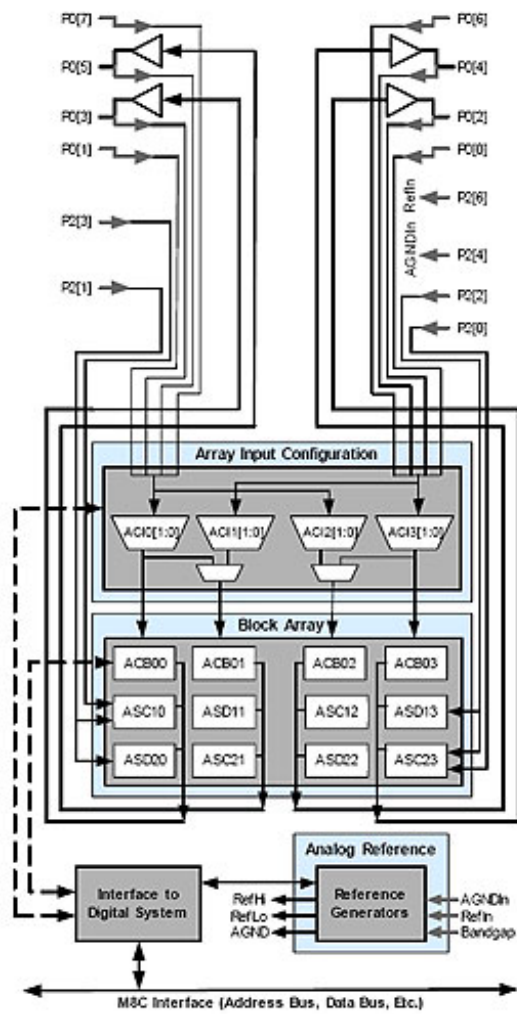 P0[7]
P0[6]
P0[5]
P0[4]
P0[3]
P0[2]
P0[1]
P0[0]
AGNDIn RefIn
P2[6]
P2[3]
P2[4]
P2[1]
P2[2]
P2[0]
Array Input Configuration
ACI0[1:0]
ACI1[1:0]
ACI2[1:0]
ACI3[1:0]
Block Array
ACB00
ACB01
ACB02
ACB03
ASC10
ASD11
ASC12
ASD13
ASD20
ASC21
ASD22
ASC23
Analog Reference
Interface to
Digital System
RefHi
RefLo
AGND
Reference
Generators
AGNDIn
RefIn
Bandgap
M8C Interface (Address Bus, Data Bus, Etc.)